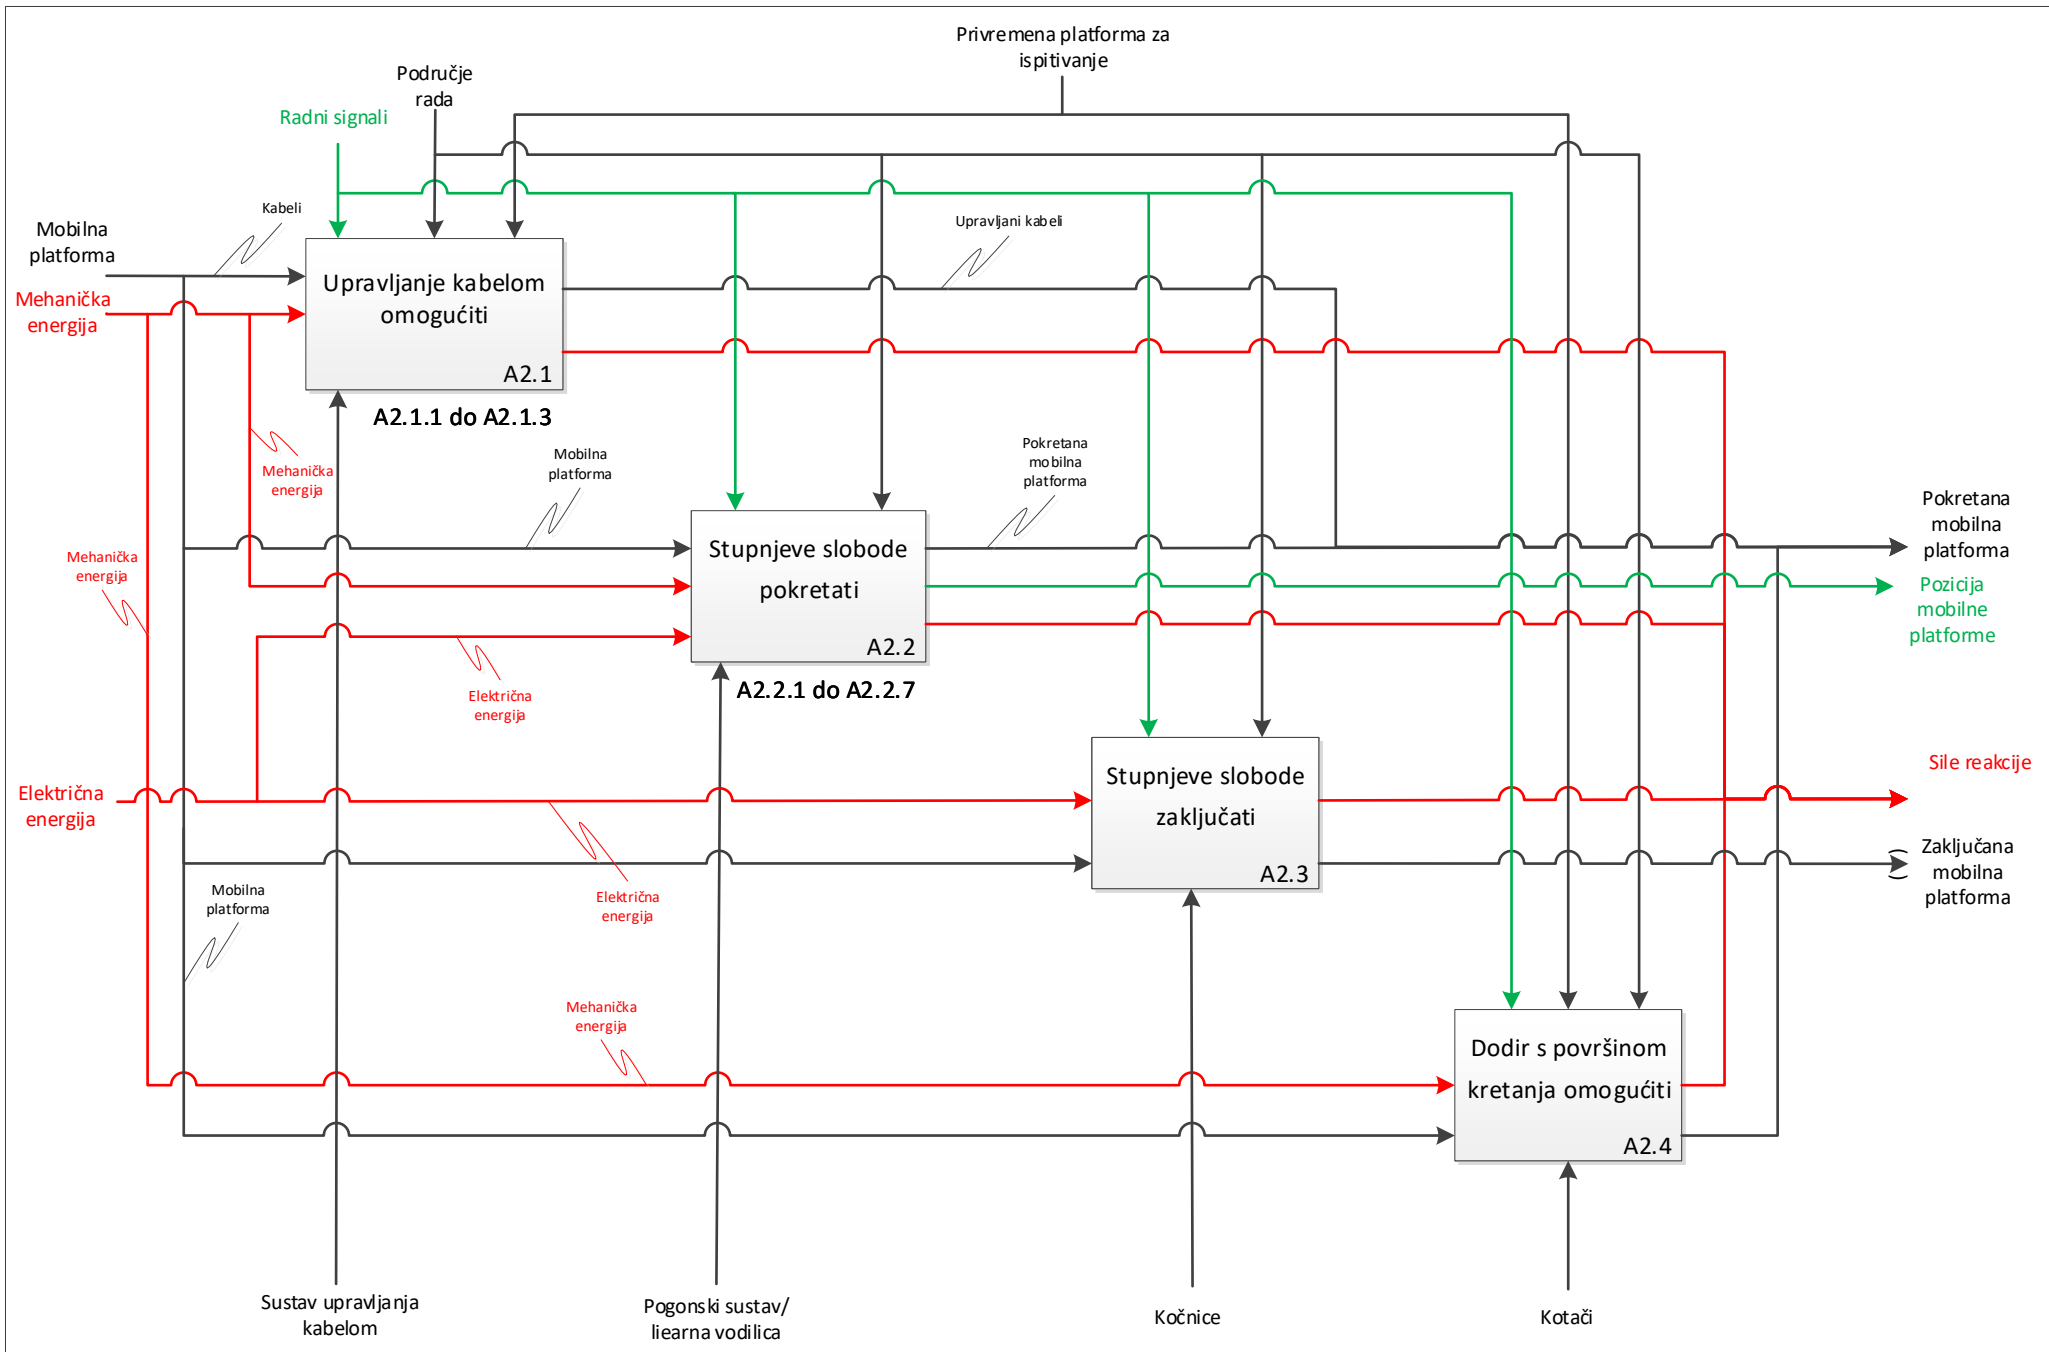 Privremena platforma za
ispitivanje
Područje
rada
Radni signali
Kabeli
Upravljani kabeli
Mobilna
platforma
Mehanička
energija
Upravljanje kabelom
omogućiti
A2.1
A2.1.1 do A2.1.3
Mehanička
energija
Mobilna
platforma
Pokretana
mobilna
platforma
Pokretana
mobilna
platforma
Mehanička
energija
Stupnjeve slobode
pokretati
A2.2
A2.2.1 do A2.2.7
Pozicija
mobilne
platforme
Električna
energija
Električna
energija
Stupnjeve slobode
zaključati
A2.3
Sile reakcije
Zaključana
mobilna
platforma
Mobilna
platforma
Električna
energija
Mehanička
energija
Dodir s površinom
kretanja omogućiti
A2.4
Sustav upravljanja
kabelom
Pogonski sustav/
liearna vodilica
Kočnice
Kotači